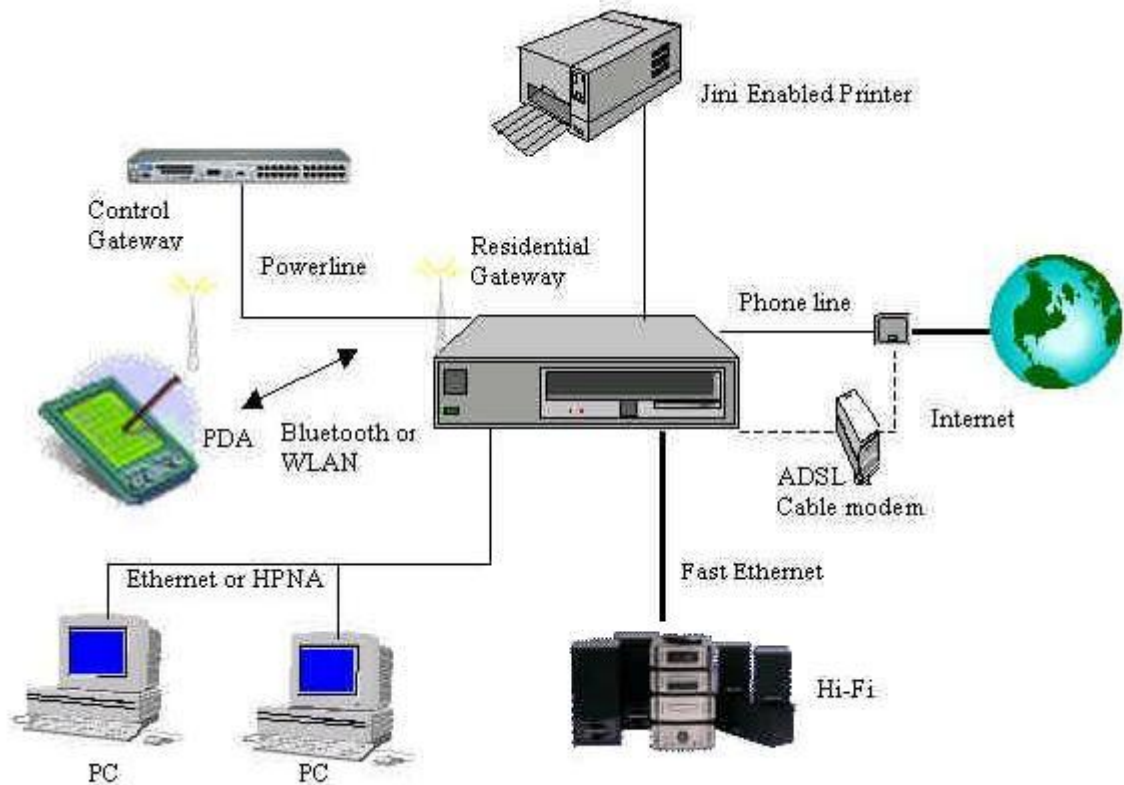 Jini Enabled Printer
Control
Gateway
Powerline
Residential
Gateway
Phone line
Internet
PDA
Bluetooth or
WLAN
ADSL or
Cable modem
Ethernet or HPNA
Fast Ethernet
Hi-Fi
PC
PC